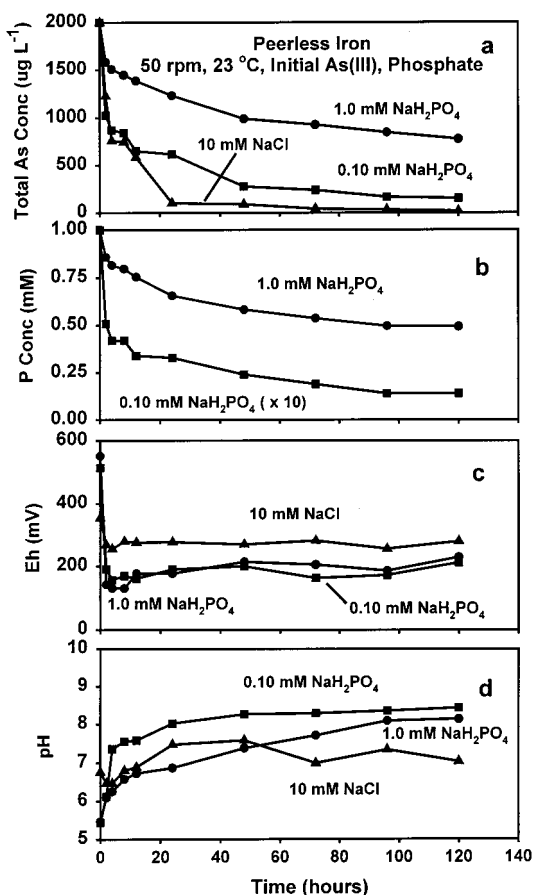 a
Peerless Iron
50 rpm, 23 °C, Initial As(III), Phosphate
Total As Conc (ug L⁻¹)
2000
1500
1000
500
0
1.0 mM NaH₂PO₄
10 mM NaCl
0.10 mM NaH₂PO₄
b
P Conc (mM)
1.00
0.75
0.50
0.25
0.00
1.0 mM NaH₂PO₄
0.10 mM NaH₂PO₄ ( x 10)
c
Eh (mV)
600
400
200
0
10 mM NaCl
1.0 mM NaH₂PO₄
0.10 mM NaH₂PO₄
d
pH
10
9
8
7
6
5
0.10 mM NaH₂PO₄
1.0 mM NaH₂PO₄
10 mM NaCl
0 20 40 60 80 100 120 140
Time (hours)